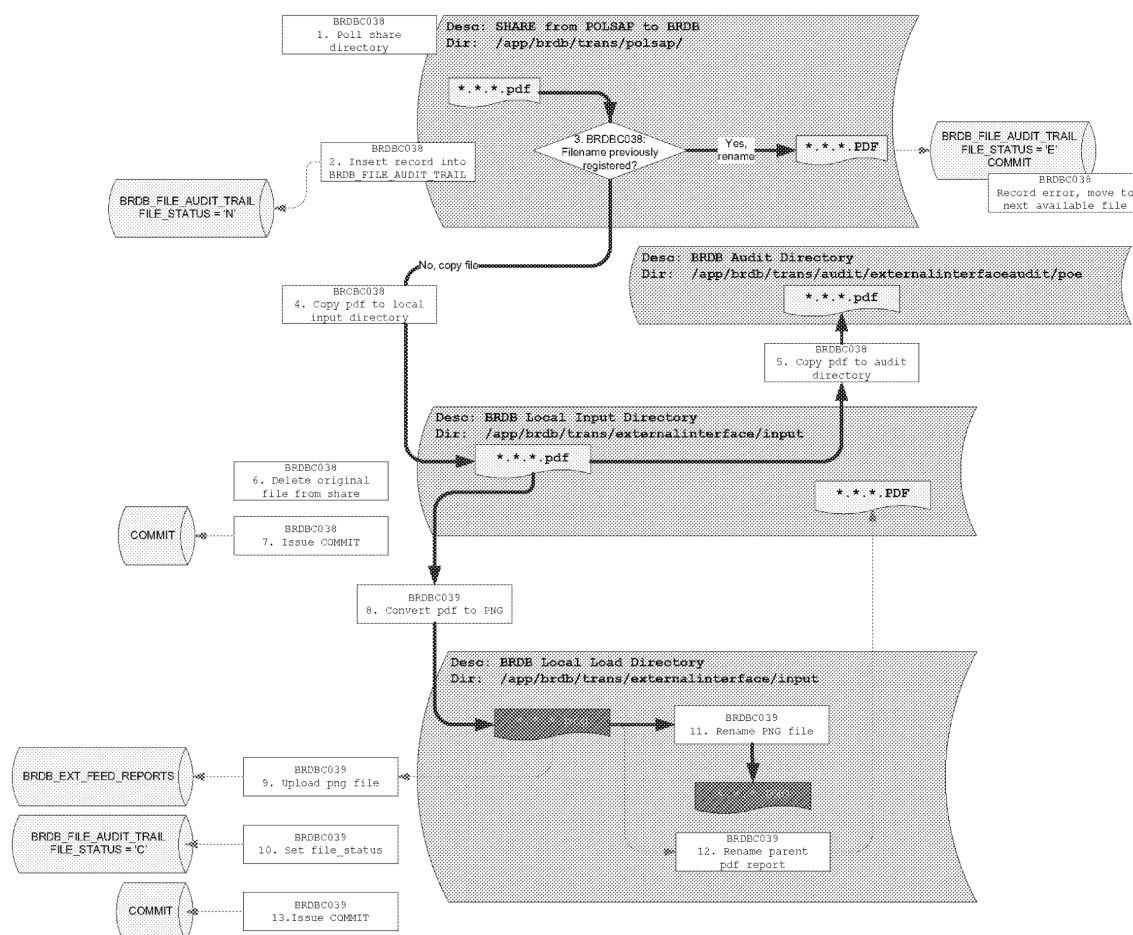 BRDBC038
1. Poll share
directory
Desc: SHARE from POLSAP to BRDB
Dir: /app/brdb/trans/polsap/
*.*.*.pdf
3. BRDBC038:
Filename previously
registered?
Yes,
rename
*.*.*.PDF
BRDB_FILE_AUDIT_TRAIL
FILE_STATUS = 'E'
COMMIT
BRDBC038
Record error, move to
next available file
BRDBC038
2. Insert record into
BRDB_FILE_AUDIT_TRAIL
BRDB_FILE_AUDIT_TRAIL
FILE_STATUS = 'N'
No, copy file
Desc: BRDB Audit Directory
Dir: /app/brdb/trans/audit/externalinterfaceaudit/poe
*.*.*.pdf
BRCBC038
4. Copy pdf to local
input directory
BRDBC038
5. Copy pdf to audit
directory
Desc: BRDB Local Input Directory
Dir: /app/brdb/trans/externalinterface/input
*.*.*.pdf
*.*.*.PDF
BRDBC038
6. Delete original
file from share
COMMIT
BRDBC038
7. Issue COMMIT
BRDBC039
8. Convert pdf to PNG
Desc: BRDB Local Load Directory
Dir: /app/brdb/trans/externalinterface/input
BRDBC039
11. Rename PNG file
BRDB_EXT_FEED_REPORTS
BRDBC039
9. Upload png file
BRDB_FILE_AUDIT_TRAIL
FILE_STATUS = 'C'
BRDBC039
10. Set file_status
BRDBC039
12. Rename parent
pdf report
COMMIT
BRDBC039
13.Issue COMMIT